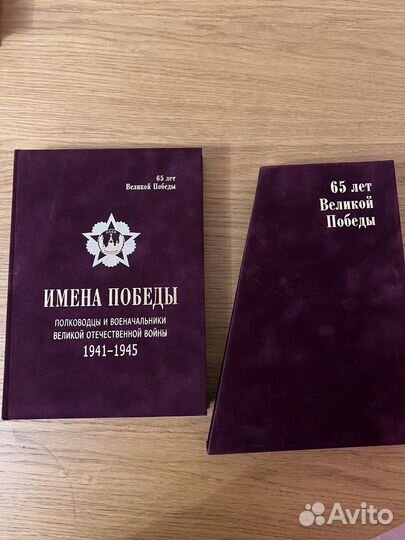 65 лет
Великой Победы
ИМЕНА ПОБЕДЫ
ПОЛКОВОДЦЫ И ВОЕНАЧАЛЬНИКИ
ВЕЛИКОЙ ОТЕЧЕСТВЕННОЙ ВОЙНЫ
1941–1945
65 лет
Великой
Победы
Avito